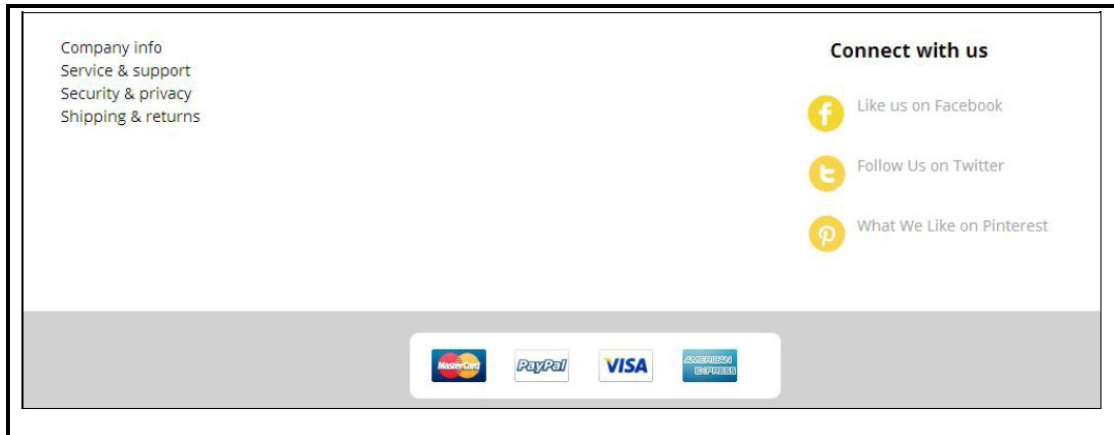 Company info
Service & support
Security & privacy
Shipping & returns
Connect with us
Like us on Facebook
Follow Us on Twitter
What We Like on Pinterest
MasterCard
PayPal
VISA
AMERICAN
EXPRESS